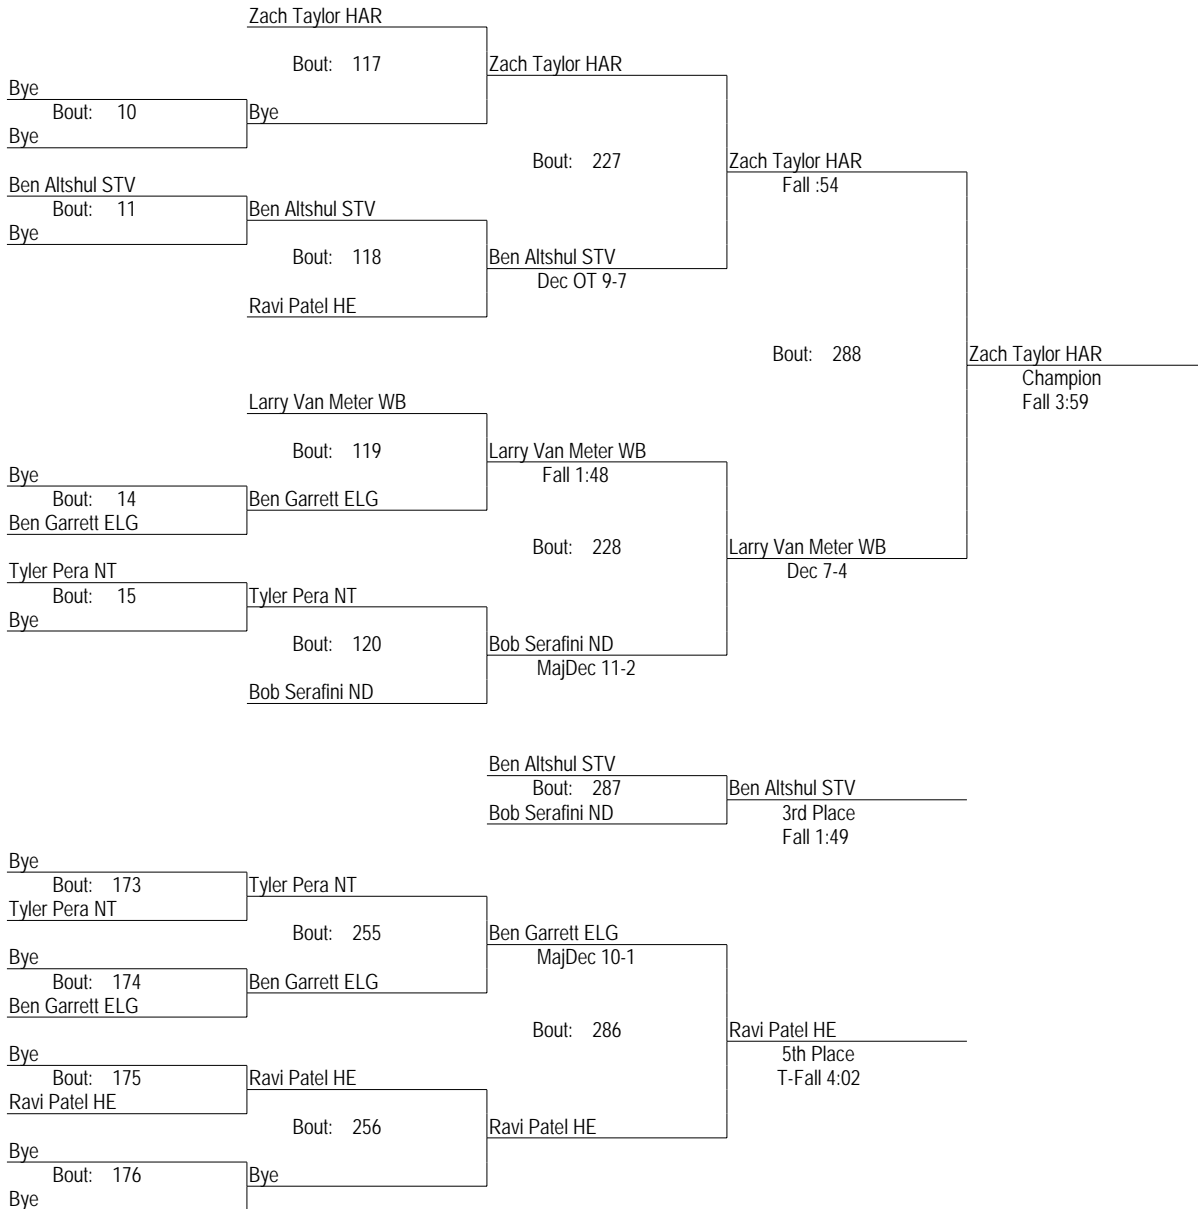 Zach Taylor HAR
Bout: 117
Zach Taylor HAR
Bye
Bout: 10
Bye
Bye
Bout: 227
Zach Taylor HAR
Fall :54
Ben Altshul STV
Bout: 11
Ben Altshul STV
Bye
Bout: 118
Ben Altshul STV
Dec OT 9-7
Ravi Patel HE
Bout: 288
Zach Taylor HAR
Champion
Fall 3:59
Larry Van Meter WB
Bout: 119
Larry Van Meter WB
Fall 1:48
Bye
Bout: 14
Ben Garrett ELG
Ben Garrett ELG
Bout: 228
Larry Van Meter WB
Dec 7-4
Tyler Pera NT
Bout: 15
Tyler Pera NT
Bye
Bout: 120
Bob Serafini ND
MajDec 11-2
Bob Serafini ND
Ben Altshul STV
Bout: 287
Ben Altshul STV
Bob Serafini ND
3rd Place
Fall 1:49
Bye
Bout: 173
Tyler Pera NT
Tyler Pera NT
Bout: 255
Ben Garrett ELG
MajDec 10-1
Bye
Bout: 174
Ben Garrett ELG
Ben Garrett ELG
Bout: 286
Ravi Patel HE
5th Place
T-Fall 4:02
Bye
Bout: 175
Ravi Patel HE
Ravi Patel HE
Bout: 256
Ravi Patel HE
Bye
Bout: 176
Bye
Bye